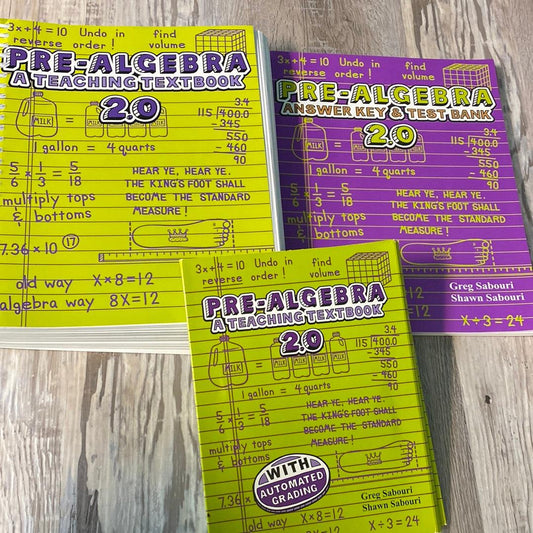 3x+4=10 Undo in find
reverse order! volume
PRE-ALGEBRA
A TEACHING TEXTBOOK
2.0
MILK
3.4
115 400.0
-345
550
-460
90
1 gallon = 4 quarts
5/6 x 1/3 = 5/18
multiply tops
& bottoms
HEAR YE, HEAR YE.
THE KING'S FOOT SHALL
BECOME THE STANDARD
MEASURE!
7.36 x 10 17
old way X x 8 = 12
algebra way 8X = 12
3x+4=10 Undo in find
reverse order! volume
PRE-ALGEBRA
ANSWER KEY & TEST BANK
2.0
MILK
3.4
115 400.0
-345
550
-460
90
1 gallon = 4 quarts
5/6 x 1/3 = 5/18
multiply tops
& bottoms
HEAR YE, HEAR YE.
THE KING'S FOOT SHALL
BECOME THE STANDARD
MEASURE!
Greg Sabouri
Shawn Sabouri
=12
=12
X÷3 = 24
3x+4=10 Undo in find
reverse order! volume
PRE-ALGEBRA
A TEACHING TEXTBOOK
2.0
MILK MILK MILK MILK MILK
3.4
115 400.0
-345
550
-460
90
1 gallon = 4 quarts
5/6 x 1/3 = 5/18
multiply tops
& bottoms
HEAR YE, HEAR YE.
THE KING'S FOOT SHALL
BECOME THE STANDARD
MEASURE!
WITH
AUTOMATED
GRADING
7.36 x
Greg Sabouri
Shawn Sabouri
old way X x 8 = 12
X÷3 = 24